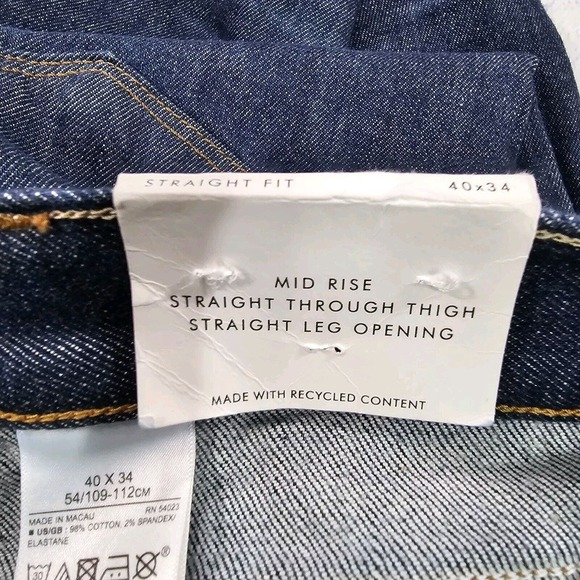 STRAIGHT FIT 40x34
MID RISE
STRAIGHT THROUGH THIGH
STRAIGHT LEG OPENING
MADE WITH RECYCLED CONTENT
40 X 34
54/109-112CM
RN 54023
MADE IN MACAU
■ US/GB : 98% COTTON, 2% SPANDEX/
ELASTANE
30